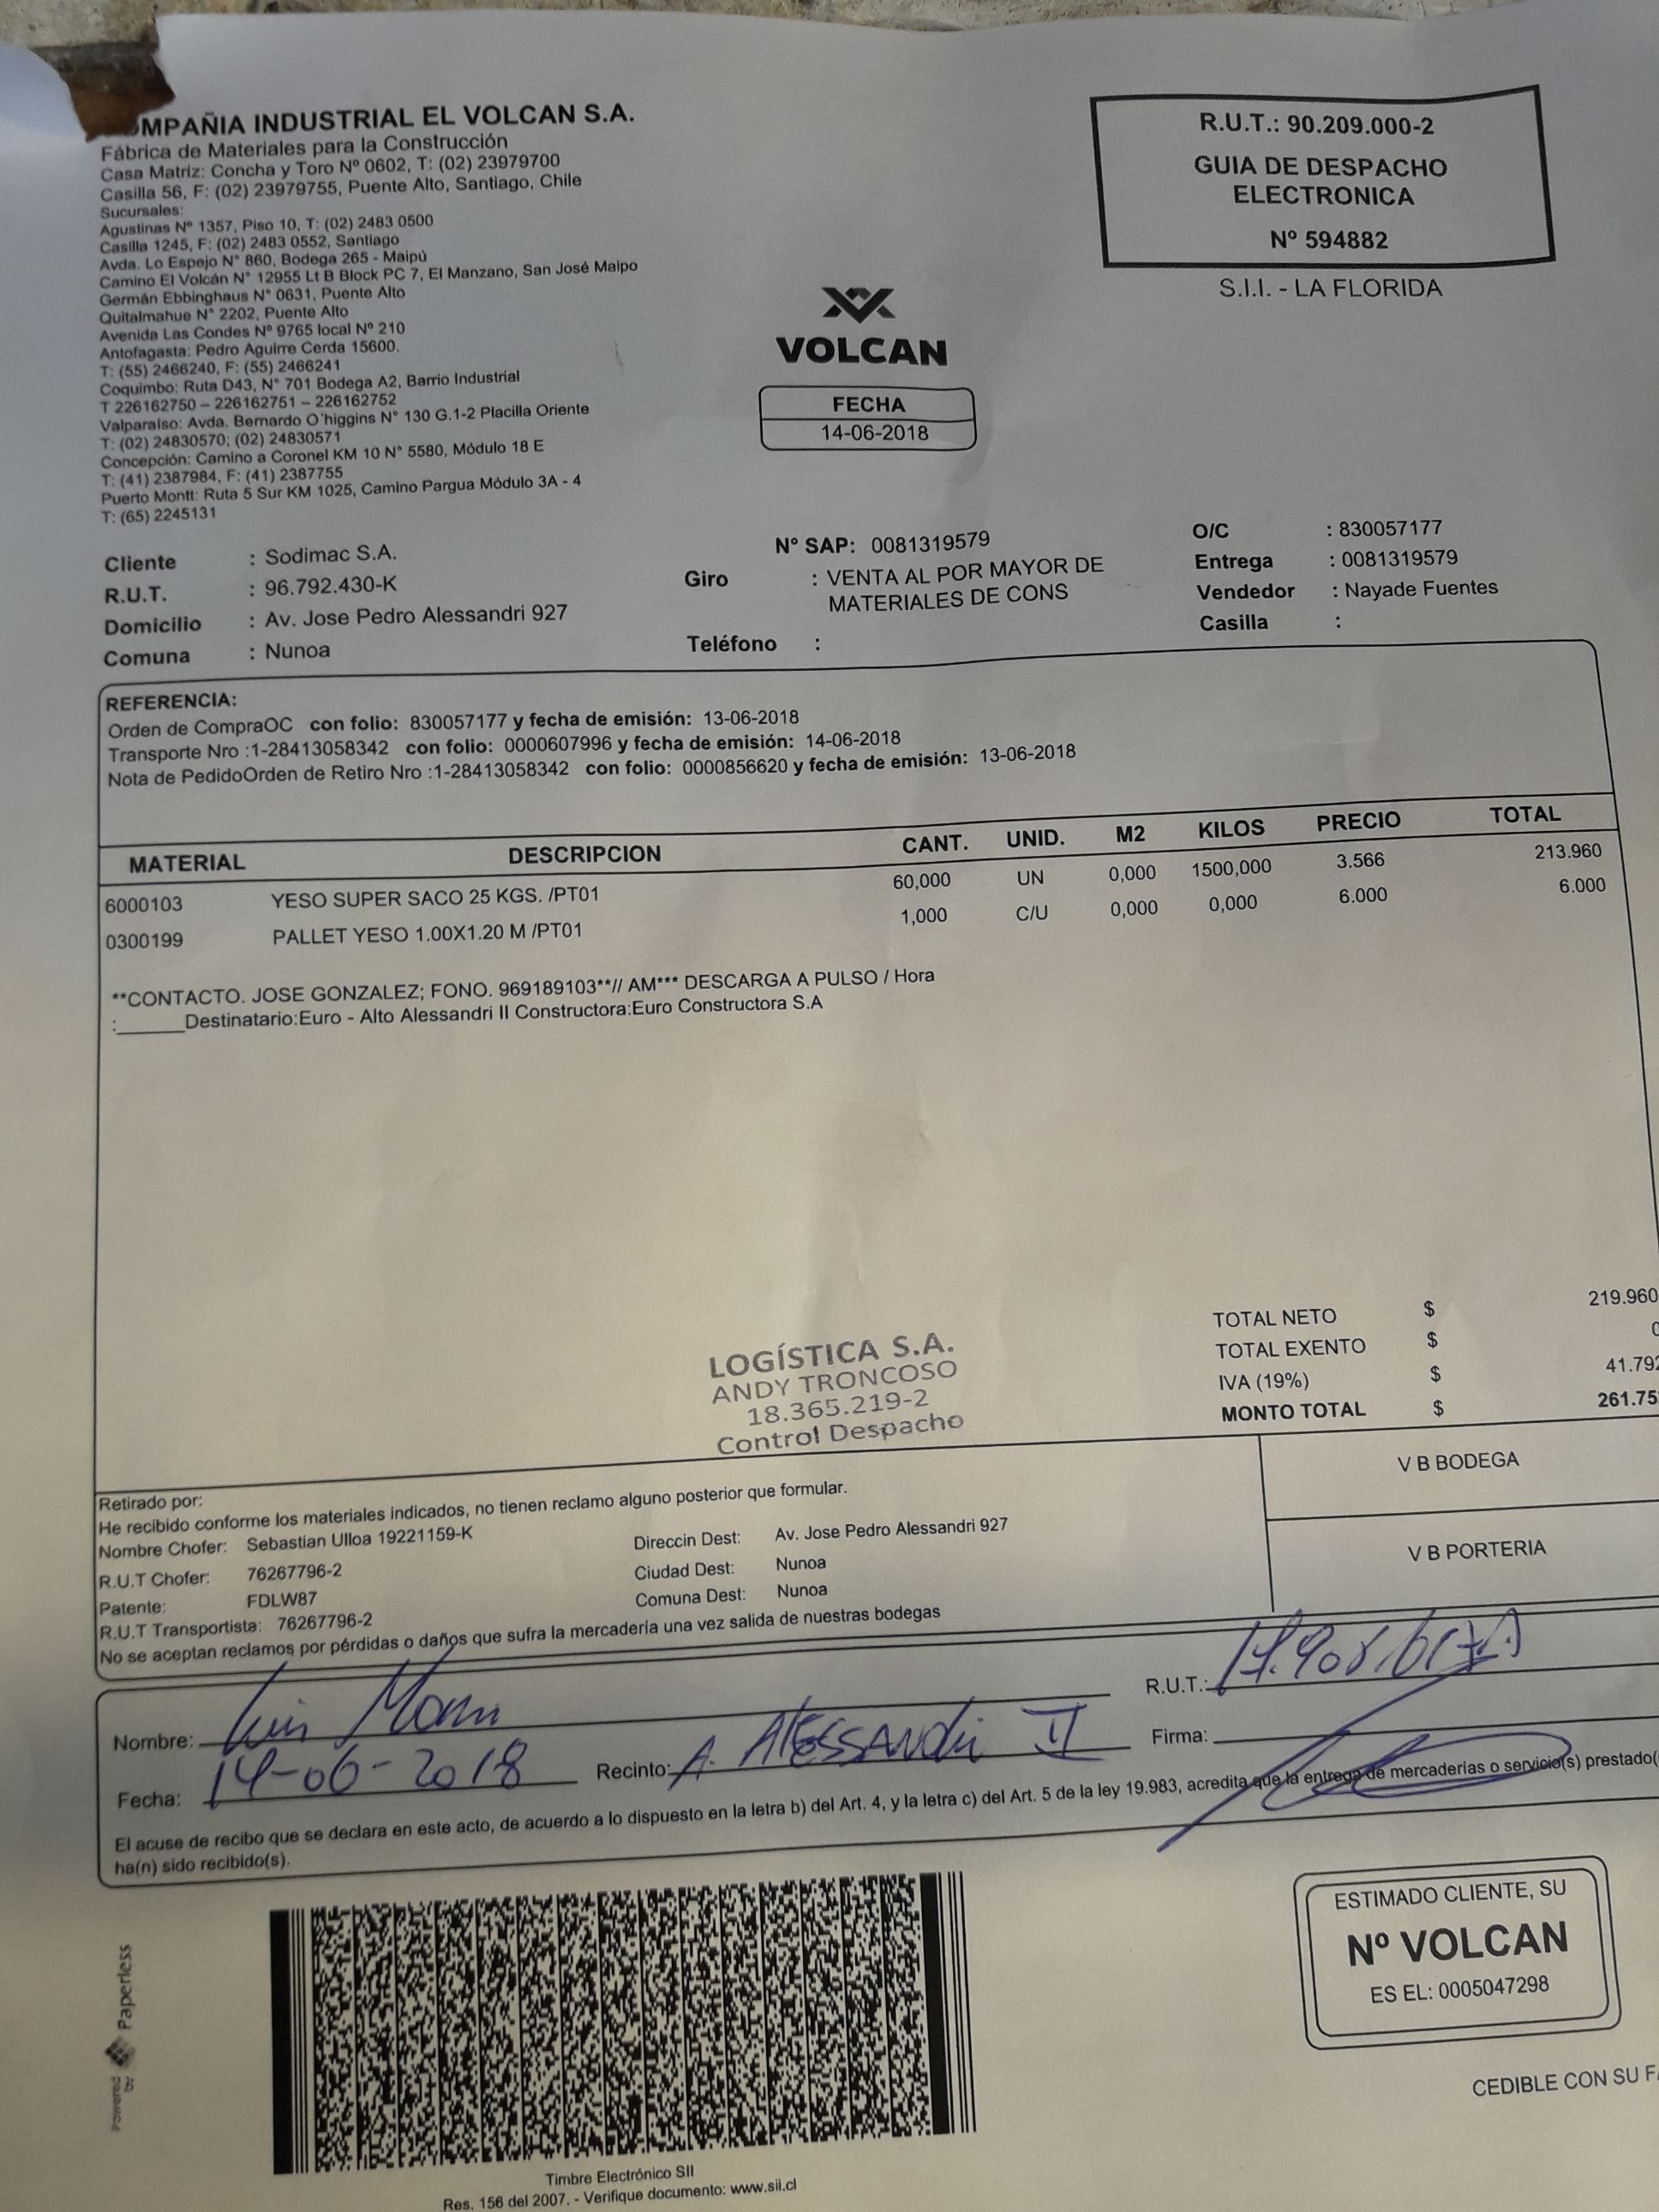 OMPAÑIA INDUSTRIAL EL VOLCAN S.A.
Fábrica de Materiales para la Construcción
Casa Matriz: Concha y Toro Nº 0602, T: (02) 23979700
Casilla 56, F: (02) 23979755, Puente Alto, Santiago, Chile
Sucursales:
Agustinas Nº 1357, Piso 10, T: (02) 2483 0500
Casilla 1245, F: (02) 2483 0552, Santiago
Avda. Lo Espejo N° 860, Bodega 265 - Maipú
Camino El Volcán N° 12955 Lt B Block PC 7, El Manzano, San José Maipo
Germán Ebbinghaus N° 0631, Puente Alto
Quitalmahue N° 2202, Puente Alto
Avenida Las Condes Nº 9765 local Nº 210
Antofagasta: Pedro Aguirre Cerda 15600.
T: (55) 2466240, F: (55) 2466241
Coquimbo: Ruta D43, N° 701 Bodega A2, Barrio Industrial
T 226162750 – 226162751 – 226162752
Valparaíso: Avda. Bernardo O´higgins N° 130 G.1-2 Placilla Oriente
T: (02) 24830570; (02) 24830571
Concepción: Camino a Coronel KM 10 N° 5580, Módulo 18 E
T: (41) 2387984, F: (41) 2387755
Puerto Montt: Ruta 5 Sur KM 1025, Camino Pargua Módulo 3A - 4
T: (65) 2245131
R.U.T.: 90.209.000-2
GUIA DE DESPACHO
ELECTRONICA
Nº 594882
S.I.I. - LA FLORIDA
VOLCAN
FECHA
14-06-2018
Cliente : Sodimac S.A.
R.U.T. : 96.792.430-K
Domicilio : Av. Jose Pedro Alessandri 927
Comuna : Nunoa
Nº SAP: 0081319579
Giro : VENTA AL POR MAYOR DE
MATERIALES DE CONS
Teléfono :
O/C : 830057177
Entrega : 0081319579
Vendedor : Nayade Fuentes
Casilla :
REFERENCIA:
Orden de CompraOC con folio: 830057177 y fecha de emisión: 13-06-2018
Transporte Nro :1-28413058342 con folio: 0000607996 y fecha de emisión: 14-06-2018
Nota de PedidoOrden de Retiro Nro :1-28413058342 con folio: 0000856620 y fecha de emisión: 13-06-2018
MATERIAL DESCRIPCION CANT. UNID. M2 KILOS PRECIO TOTAL
6000103 YESO SUPER SACO 25 KGS. /PT01 60,000 UN 0,000 1500,000 3.566 213.960
0300199 PALLET YESO 1.00X1.20 M /PT01 1,000 C/U 0,000 0,000 6.000 6.000
**CONTACTO. JOSE GONZALEZ; FONO. 969189103**// AM*** DESCARGA A PULSO / Hora
:______Destinatario:Euro - Alto Alessandri II Constructora:Euro Constructora S.A
TOTAL NETO $ 219.960
TOTAL EXENTO $ 0
IVA (19%) $ 41.792
MONTO TOTAL $ 261.75
LOGÍSTICA S.A.
ANDY TRONCOSO
18.365.219-2
Control Despacho
V B BODEGA
V B PORTERIA
Retirado por:
He recibido conforme los materiales indicados, no tienen reclamo alguno posterior que formular.
Nombre Chofer: Sebastian Ulloa 19221159-K Direccin Dest: Av. Jose Pedro Alessandri 927
R.U.T Chofer: 76267796-2 Ciudad Dest: Nunoa
Patente: FDLW87 Comuna Dest: Nunoa
R.U.T Transportista: 76267796-2
No se aceptan reclamos por pérdidas o daños que sufra la mercadería una vez salida de nuestras bodegas
Nombre: Luis R.U.T.:
Fecha: 14-06-2018 Recinto: A. ALESSANdri II Firma:
El acuse de recibo que se declara en este acto, de acuerdo a lo dispuesto en la letra b) del Art. 4, y la letra c) del Art. 5 de la ley 19.983, acredita que la entrega de mercaderías o servicio(s) prestado(
ha(n) sido recibido(s).
Powered by Paperless
Timbre Electrónico SII
Res. 156 del 2007. - Verifique documento: www.sii.cl
ESTIMADO CLIENTE, SU
Nº VOLCAN
ES EL: 0005047298
CEDIBLE CON SU FA